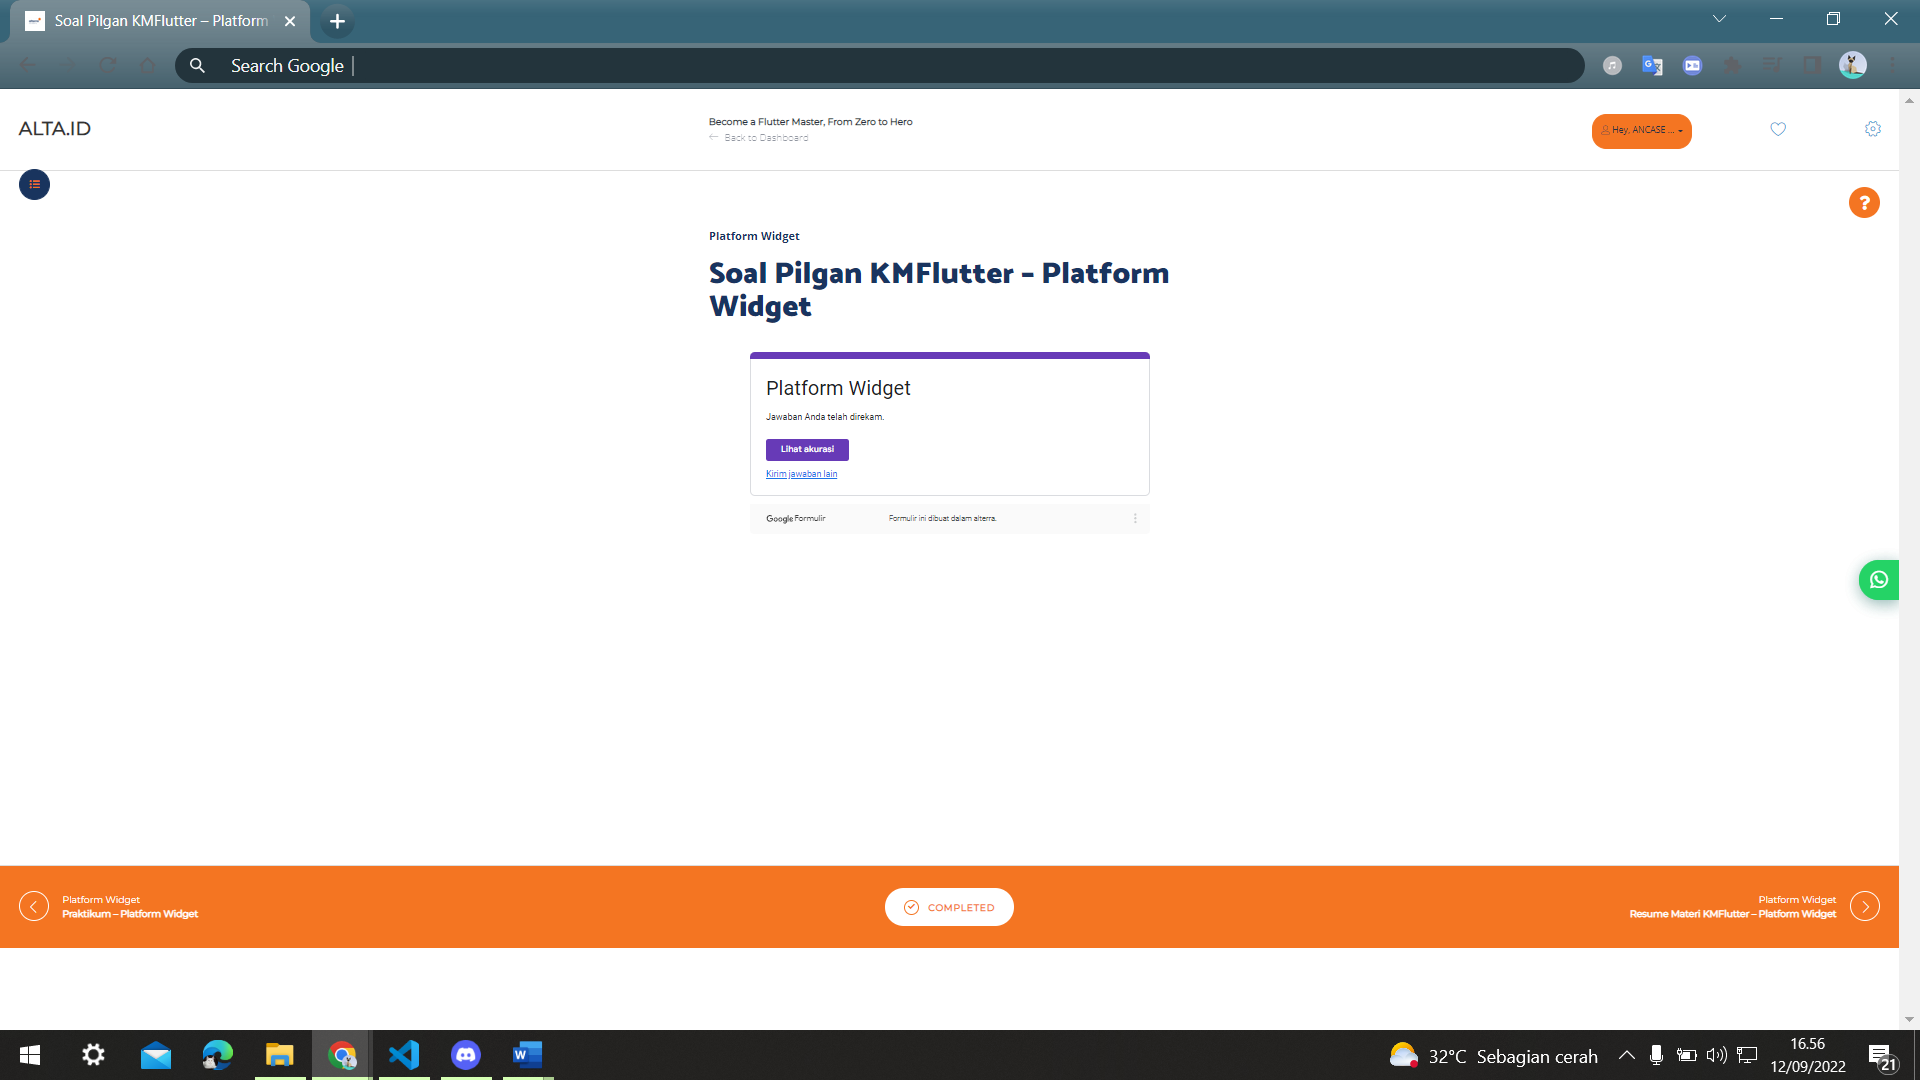 Soal Pilgan KMFlutter – Platform
Search Google
ALTA.ID
Become a Flutter Master, From Zero to Hero
Back to Dashboard
Hey, ANCASE ...
?
Platform Widget
Soal Pilgan KMFlutter – Platform
Widget
Platform Widget
Jawaban Anda telah direkam.
Lihat akurasi
Kirim jawaban lain
Google Formulir
Formulir ini dibuat dalam alterra.
Platform Widget
Praktikum – Platform Widget
COMPLETED
Platform Widget
Resume Materi KMFlutter – Platform Widget
32°C Sebagian cerah
16.56
12/09/2022
21